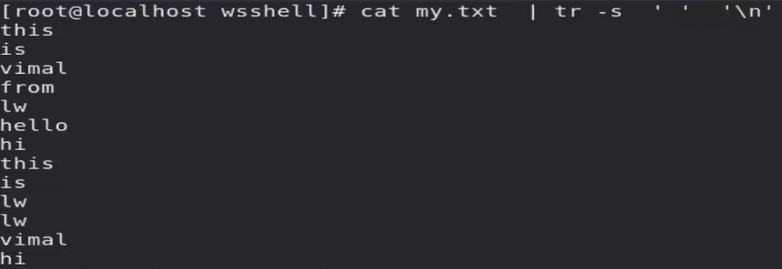 [root@localhost wsshell]# cat my.txt  | tr -s  ' '  '\n'
this
is
vimal
from
lw
hello
hi
this
is
lw
lw
vimal
hi